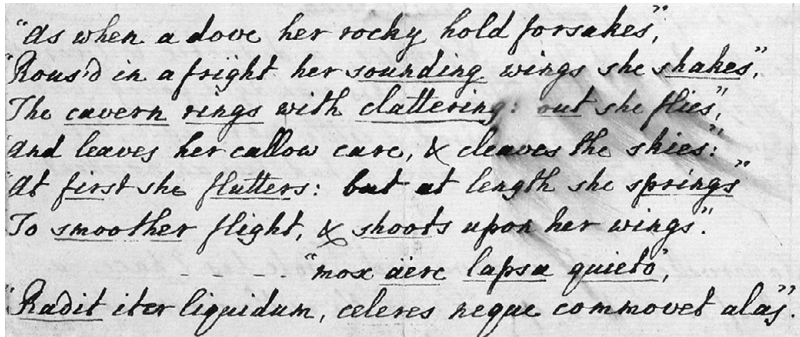 "As when a dove her rocky hold forsakes",
"Rous'd in a fright her sounding wings she shakes",
The cavern rings with clattering: out she flies",
"And leaves her callow care, & cleaves the skies:"
"At first she flutters: but at length she springs"
To smoother flight, & shoots upon her wings".
"mox aëre lapsa quieto",
"Radit iter liquidum, celeres neque commovet alas".